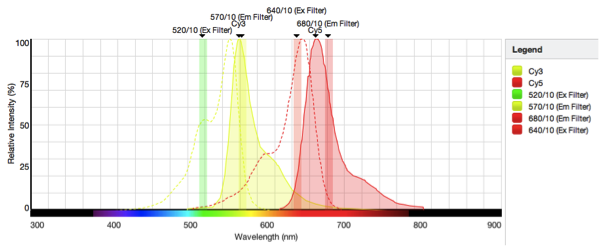 640/10 (Ex Filter)
570/10 (Em Filter)
680/10 (Em Filter)
520/10 (Ex Filter)
Cy3
Cy5
100
75
50
25
0
Relative Intensity (%)
300
400
500
600
700
800
900
Wavelength (nm)
Legend
Cy3
Cy5
520/10 (Ex Filter)
570/10 (Em Filter)
680/10 (Em Filter)
640/10 (Ex Filter)